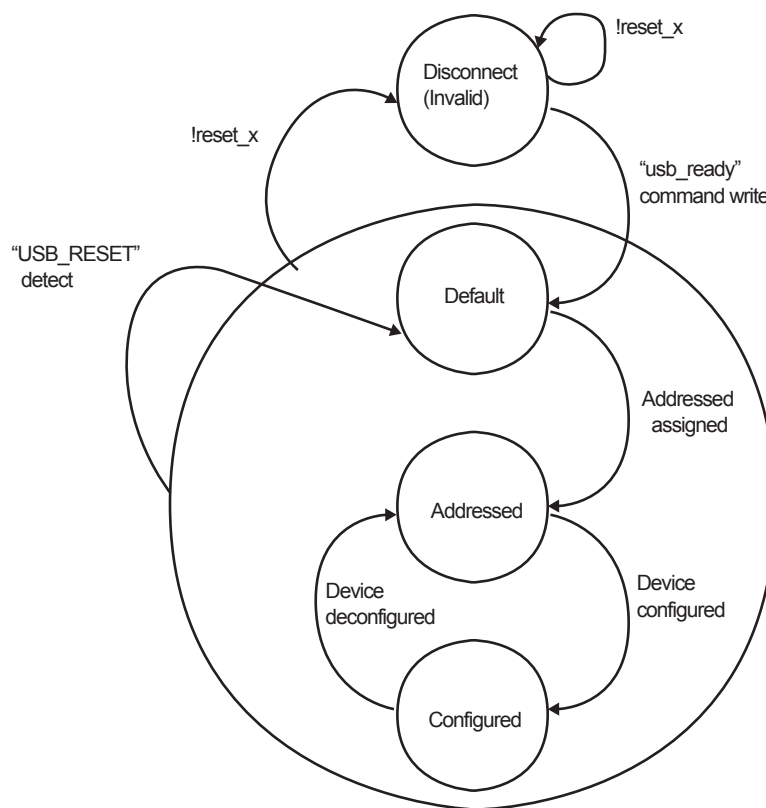 !reset_x
Disconnect
(Invalid)
!reset_x
“usb_ready”
command write
“USB_RESET”
detect
Default
Addressed
assigned
Addressed
Device
deconfigured
Device
configured
Configured